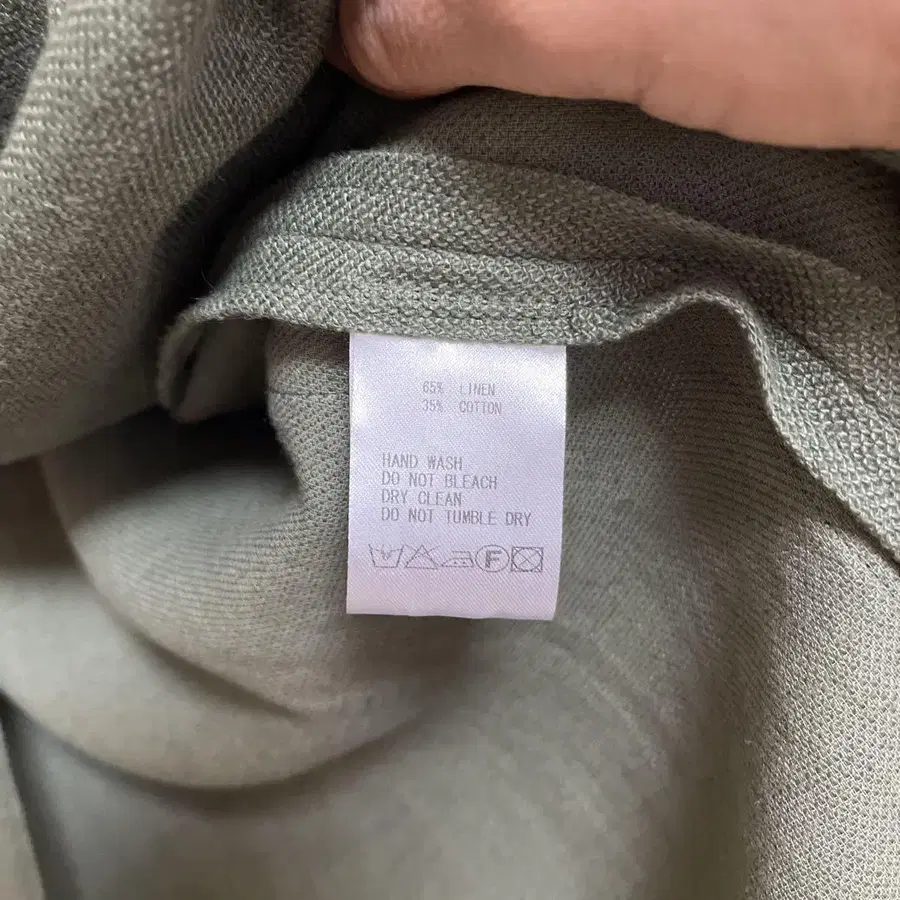 65% LINEN
35% COTTON
HAND WASH
DO NOT BLEACH
DRY CLEAN
DO NOT TUMBLE DRY
F